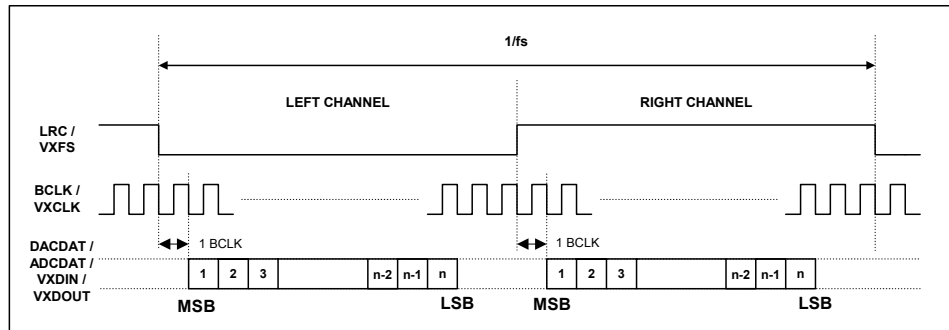 1/fs
LEFT CHANNEL
RIGHT CHANNEL
LRC /
VXFS
BCLK /
VXCLK
1 BCLK
1 BCLK
DACDAT /
ADCDAT /
VXDIN /
VXDOUT
1 2 3 n-2 n-1 n
1 2 3 n-2 n-1 n
MSB
LSB
MSB
LSB